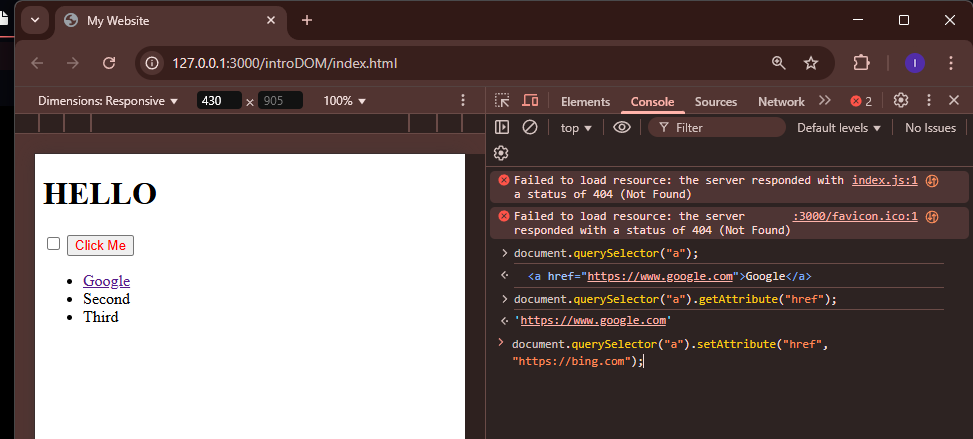 My Website
127.0.0.1:3000/introDOM/index.html
I
Dimensions: Responsive 430 × 905 100%
Elements Console Sources Network 2
top Filter Default levels No Issues
HELLO
Click Me
Google
Second
Third
Failed to load resource: the server responded with index.js:1
a status of 404 (Not Found)
Failed to load resource: the server :3000/favicon.ico:1
responded with a status of 404 (Not Found)
document.querySelector("a");
<a href="https://www.google.com">Google</a>
document.querySelector("a").getAttribute("href");
'https://www.google.com'
document.querySelector("a").setAttribute("href",
"https://bing.com");